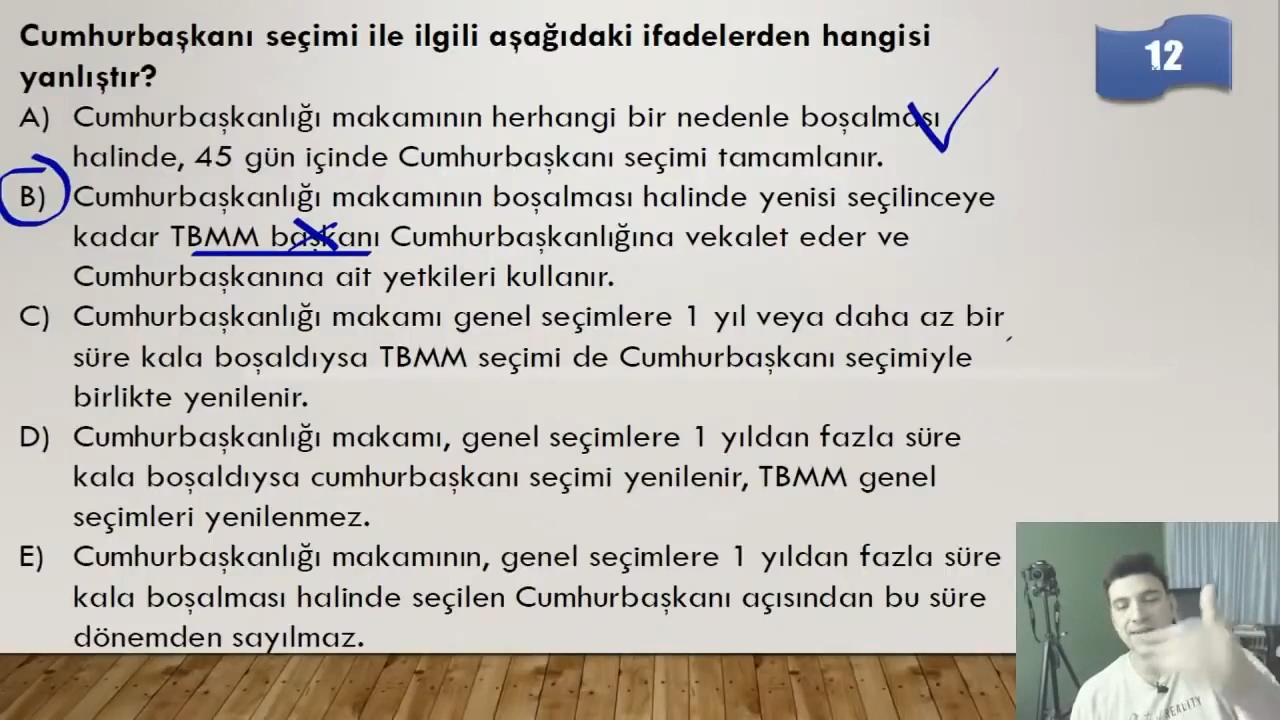 Cumhurbaşkanı seçimi ile ilgili aşağıdaki ifadelerden hangisi
yanlıştır?
12
A) Cumhurbaşkanlığı makamının herhangi bir nedenle boşalması
halinde, 45 gün içinde Cumhurbaşkanı seçimi tamamlanır.
B) Cumhurbaşkanlığı makamının boşalması halinde yenisi seçilinceye
kadar TBMM başkanı Cumhurbaşkanlığına vekalet eder ve
Cumhurbaşkanına ait yetkileri kullanır.
C) Cumhurbaşkanlığı makamı genel seçimlere 1 yıl veya daha az bir
süre kala boşaldıysa TBMM seçimi de Cumhurbaşkanı seçimiyle
birlikte yenilenir.
D) Cumhurbaşkanlığı makamı, genel seçimlere 1 yıldan fazla süre
kala boşaldıysa cumhurbaşkanı seçimi yenilenir, TBMM genel
seçimleri yenilenmez.
E) Cumhurbaşkanlığı makamının, genel seçimlere 1 yıldan fazla süre
kala boşalması halinde seçilen Cumhurbaşkanı açısından bu süre
dönemden sayılmaz.